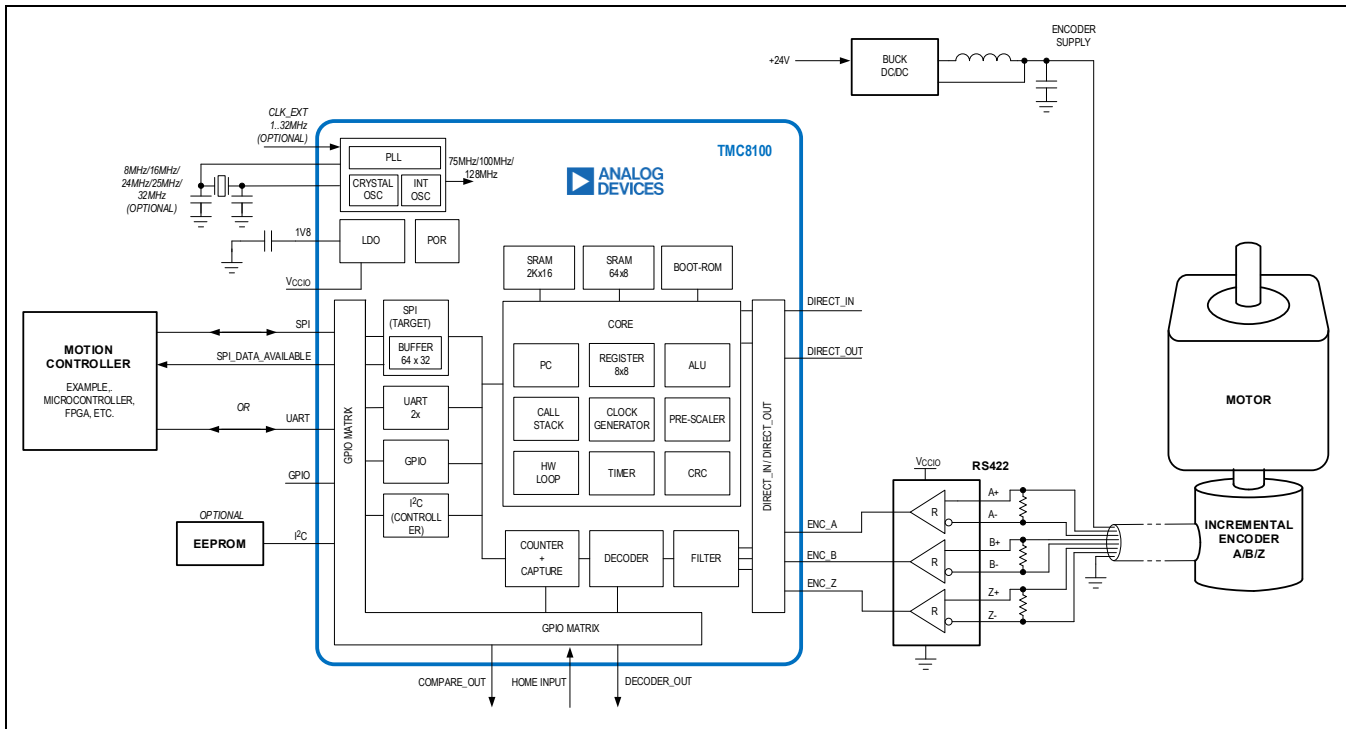 ENCODER
SUPPLY
+24V
BUCK
DC/DC
CLK_EXT
1..32MHz
(OPTIONAL)
8MHz/16MHz/
24MHz/25MHz/
32MHz
(OPTIONAL)
PLL
CRYSTAL
OSC
INT
OSC
75MHz/100MHz/
128MHz
ANALOG
DEVICES
TMC8100
1V8
LDO
POR
VCCIO
SRAM
2Kx16
SRAM
64x8
BOOT-ROM
MOTION
CONTROLLER
EXAMPLE,.
MICROCONTROLLER,
FPGA, ETC.
SPI
SPI_DATA_AVAILABLE
OR
UART
GPIO
OPTIONAL
EEPROM
I2C
GPIO MATRIX
SPI
(TARGET)
BUFFER
64 x 32
UART
2x
GPIO
I2C
(CONTROLL
ER)
CORE
PC
REGISTER
8x8
ALU
CALL
STACK
CLOCK
GENERATOR
PRE-SCALER
HW
LOOP
TIMER
CRC
COUNTER
+
CAPTURE
DECODER
FILTER
DIRECT_IN / DIRECT_OUT
DIRECT_IN
DIRECT_OUT
ENC_A
ENC_B
ENC_Z
VCCIO
RS422
R
R
R
A+
A-
B+
B-
Z+
Z-
MOTOR
INCREMENTAL
ENCODER
A/B/Z
GPIO MATRIX
COMPARE_OUT
HOME INPUT
DECODER_OUT